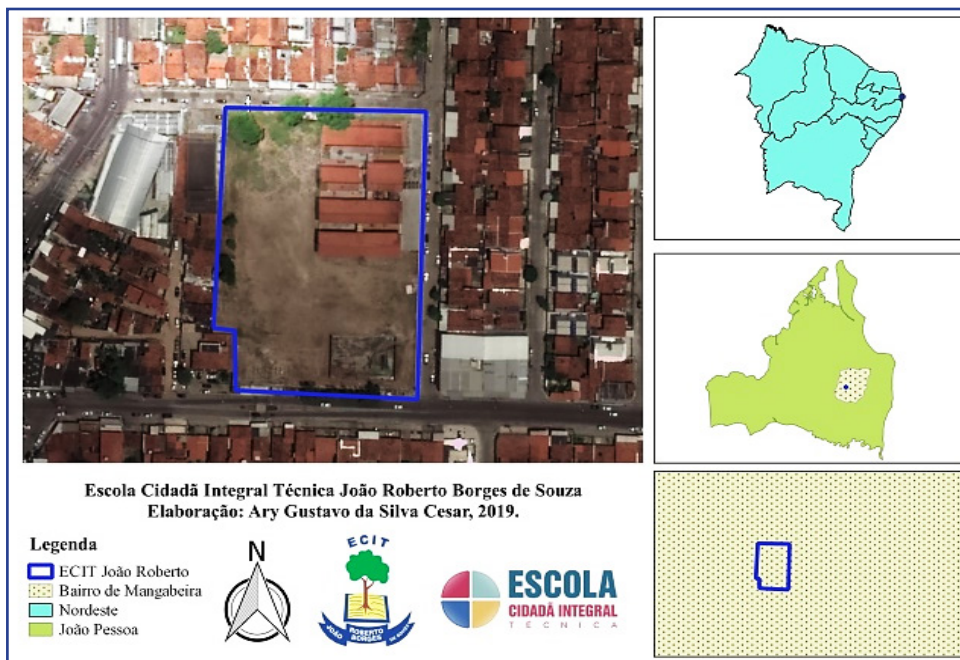 Escola Cidadã Integral Técnica João Roberto Borges de Souza
Elaboração: Ary Gustavo da Silva Cesar, 2019.
Legenda
ECIT João Roberto
Bairro de Mangabeira
Nordeste
João Pessoa
N
ECIT
JOÃO ROBERTO BORGES DE SOUZA
ESCOLA
CIDADÃ INTEGRAL
TÉCNICA